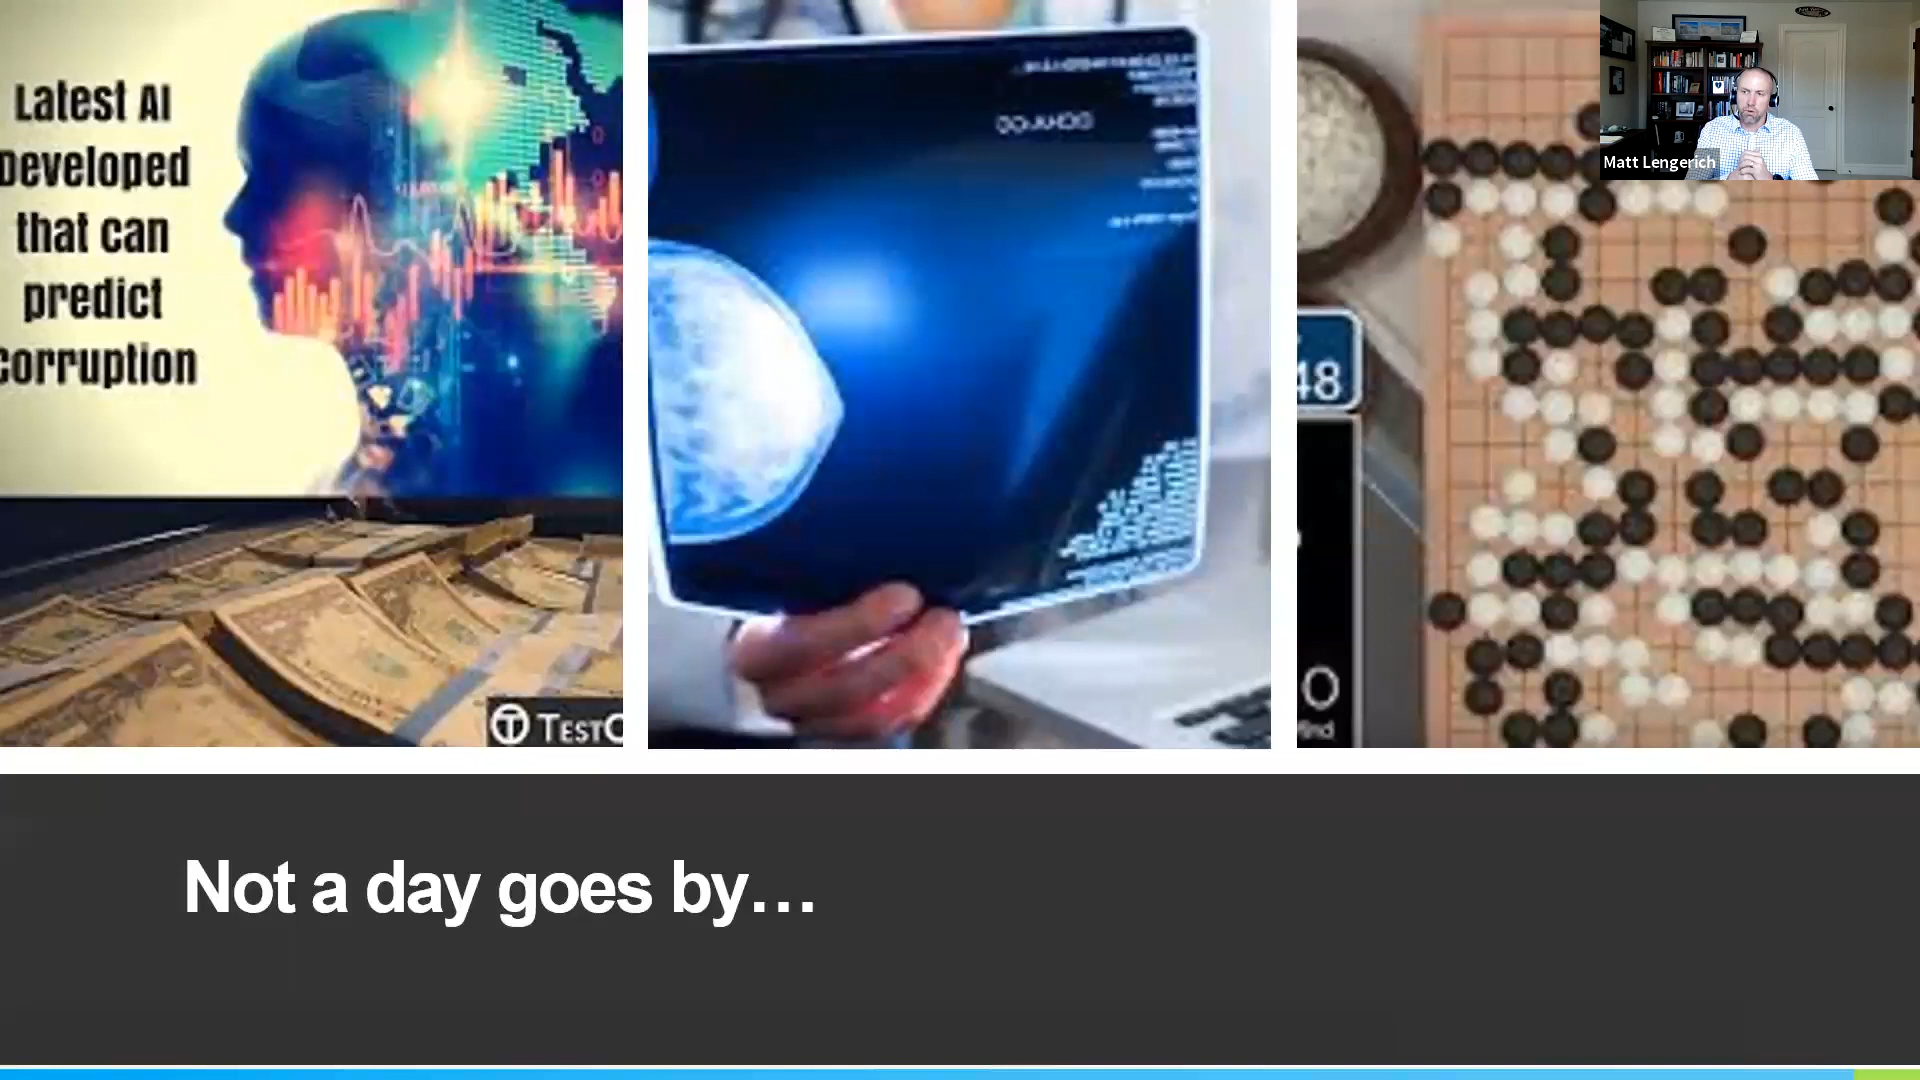 Latest AI
Developed
that can
predict
corruption
TESTC
48
Matt Lengerich
Not a day goes by...